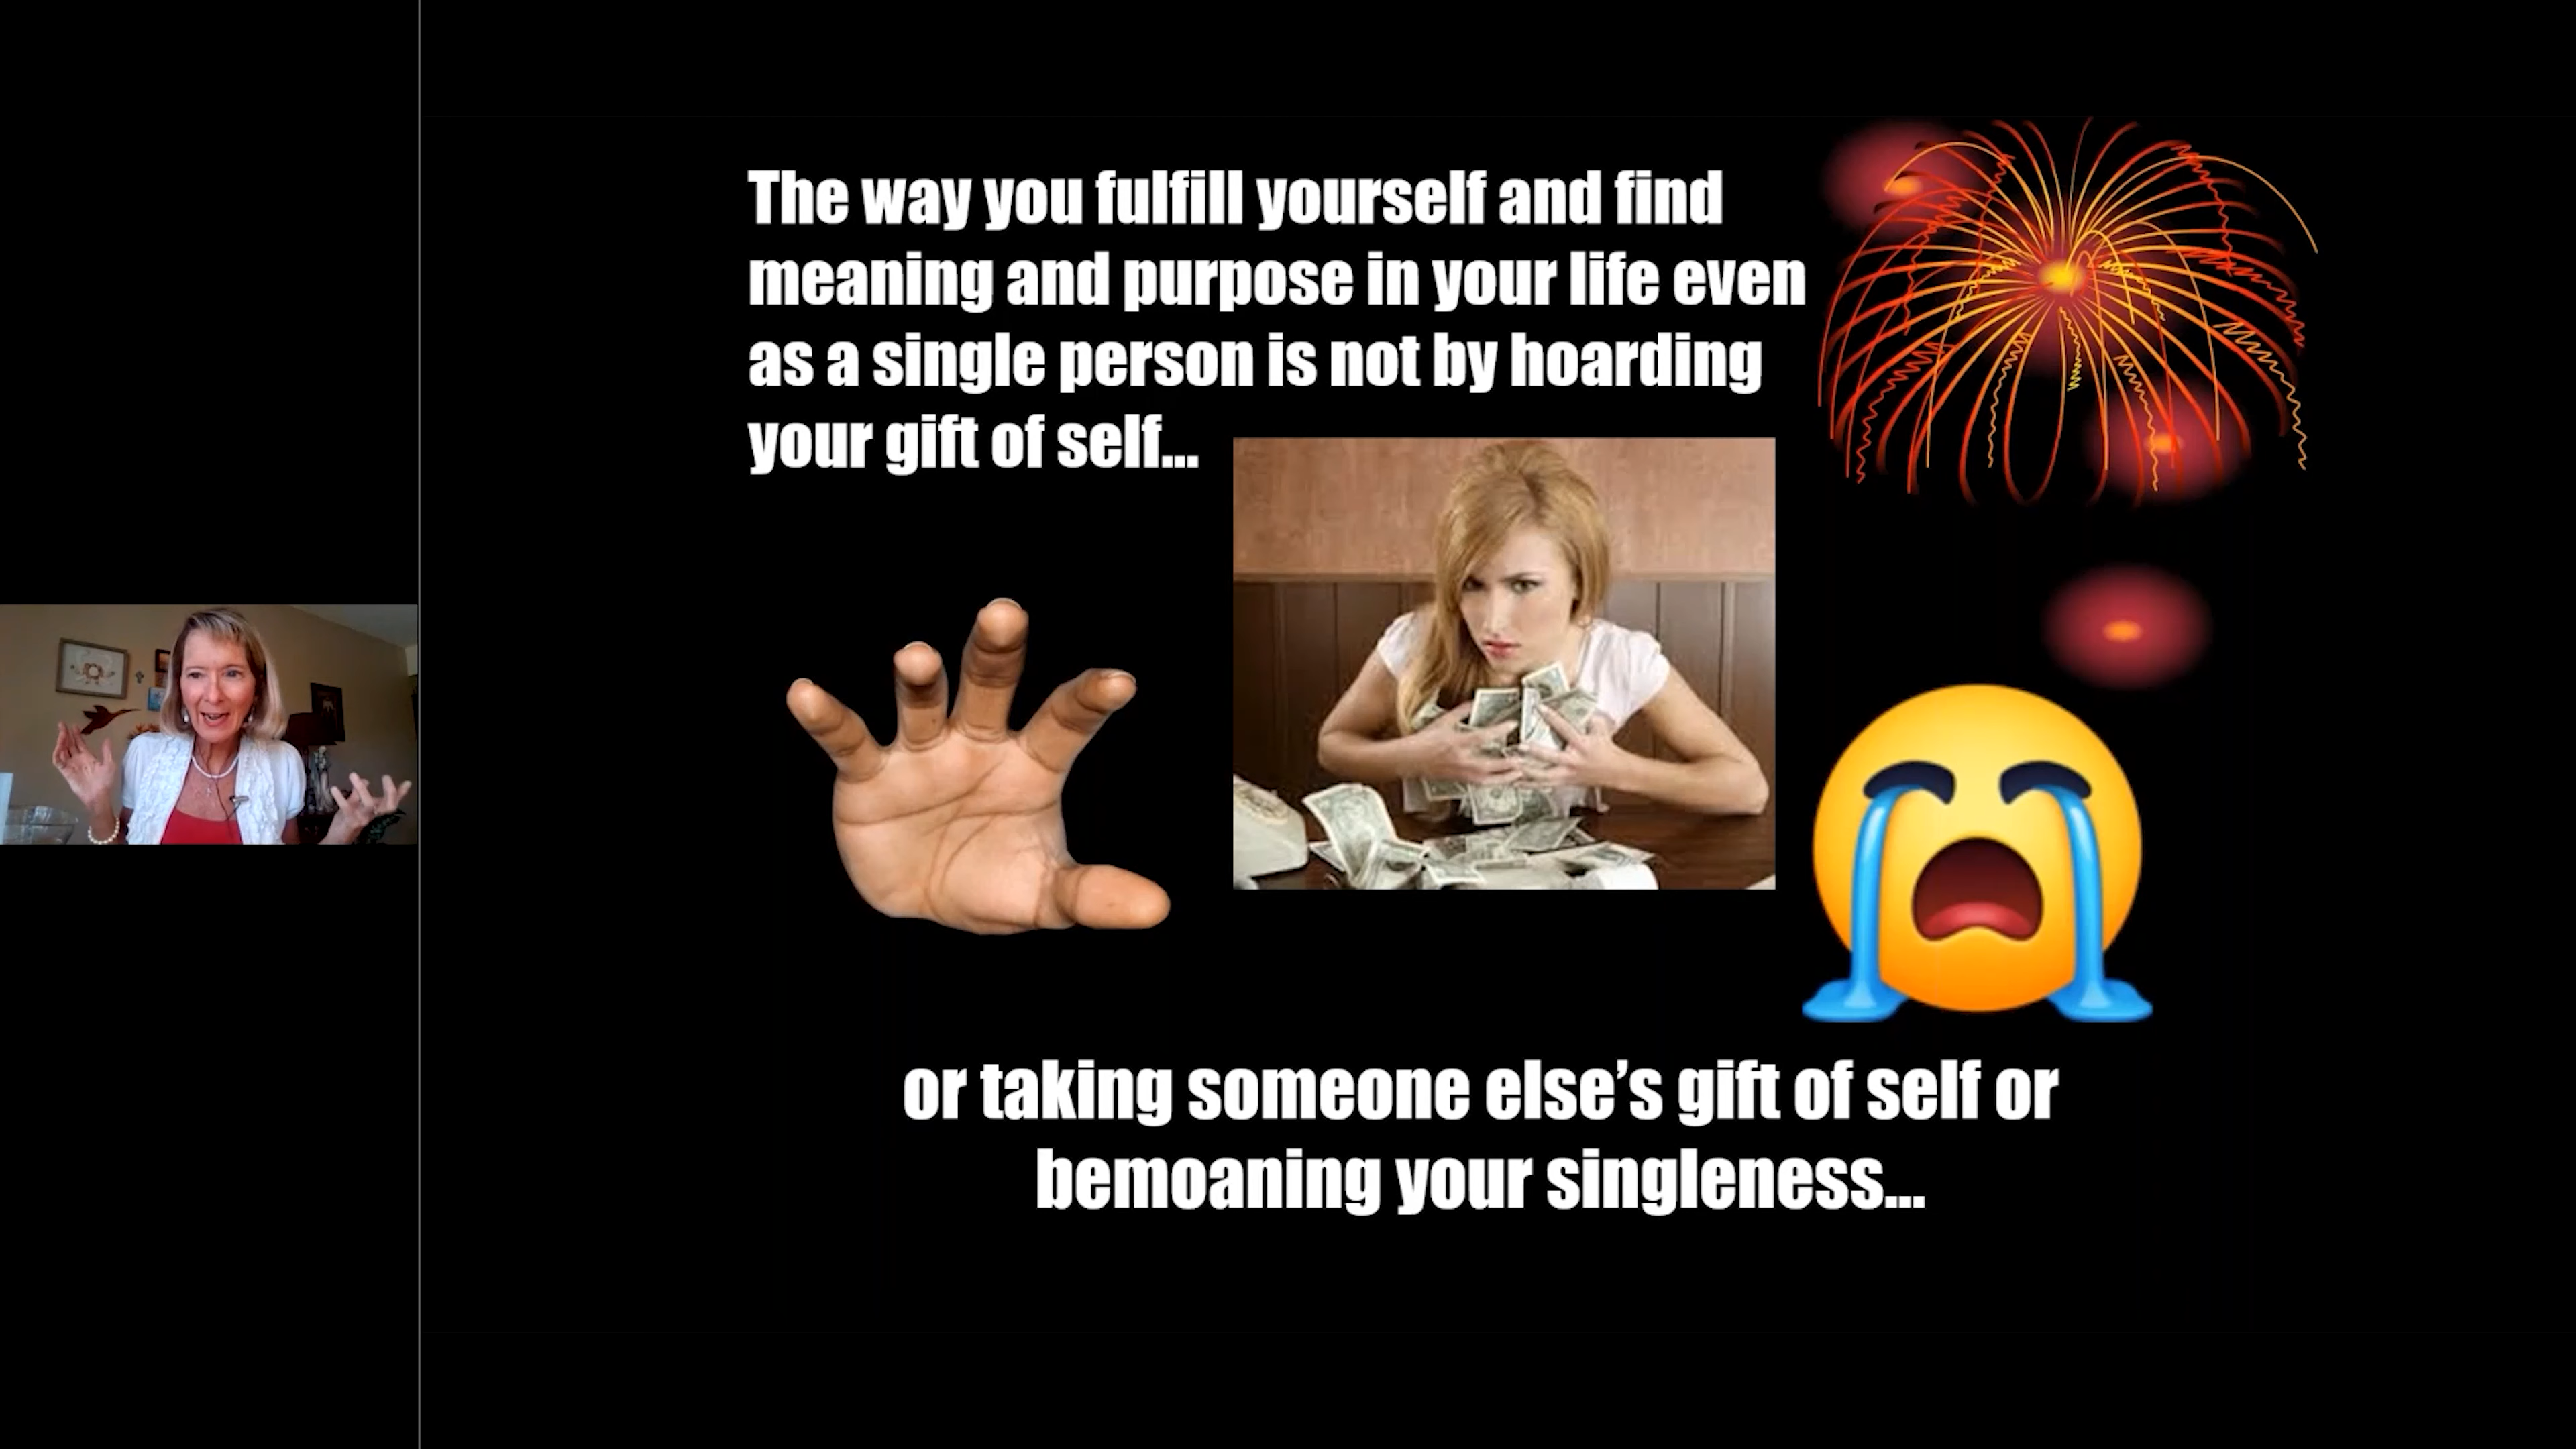 The way you fulfill yourself and find
meaning and purpose in your life even
as a single person is not by hoarding
your gift of self...
or taking someone else’s gift of self or
bemoaning your singleness...